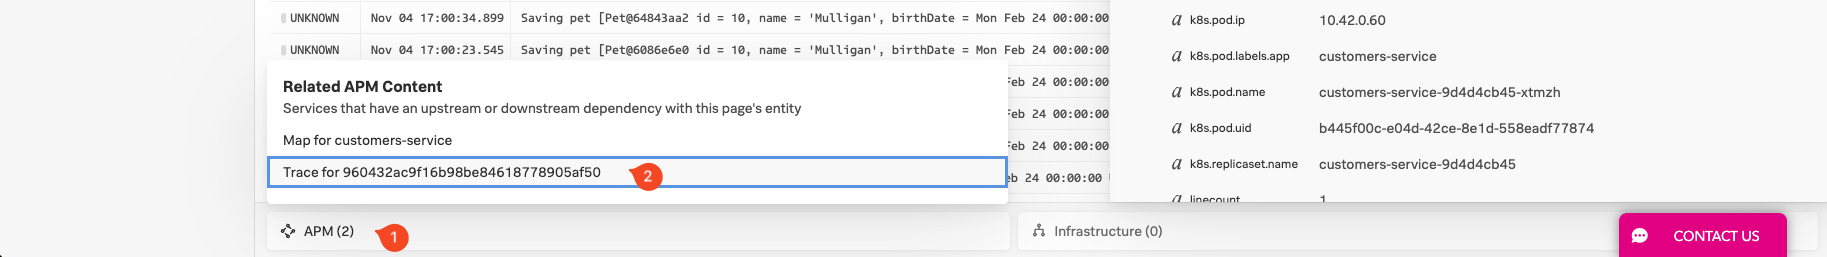 UNKNOWN Nov 04 17:00:34.899 Saving pet [Pet@64843aa2 id = 10, name = 'Mulligan', birthDate = Mon Feb 24 00:00:00
UNKNOWN Nov 04 17:00:23.545 Saving pet [Pet@6086e6e0 id = 10, name = 'Mulligan', birthDate = Mon Feb 24 00:00:00
Feb 24 00:00:00
Feb 24 00:00:00
Feb 24 00:00:00
eb 24 00:00:00
Related APM Content
Services that have an upstream or downstream dependency with this page's entity
Map for customers-service
Trace for 960432ac9f16b98be84618778905af50
2
APM (2)
1
Infrastructure (0)
a k8s.pod.ip 10.42.0.60
a k8s.pod.labels.app customers-service
a k8s.pod.name customers-service-9d4d4cb45-xtmzh
a k8s.pod.uid b445f00c-e04d-42ce-8e1d-558eadf77874
a k8s.replicaset.name customers-service-9d4d4cb45
a linecount 1
CONTACT US